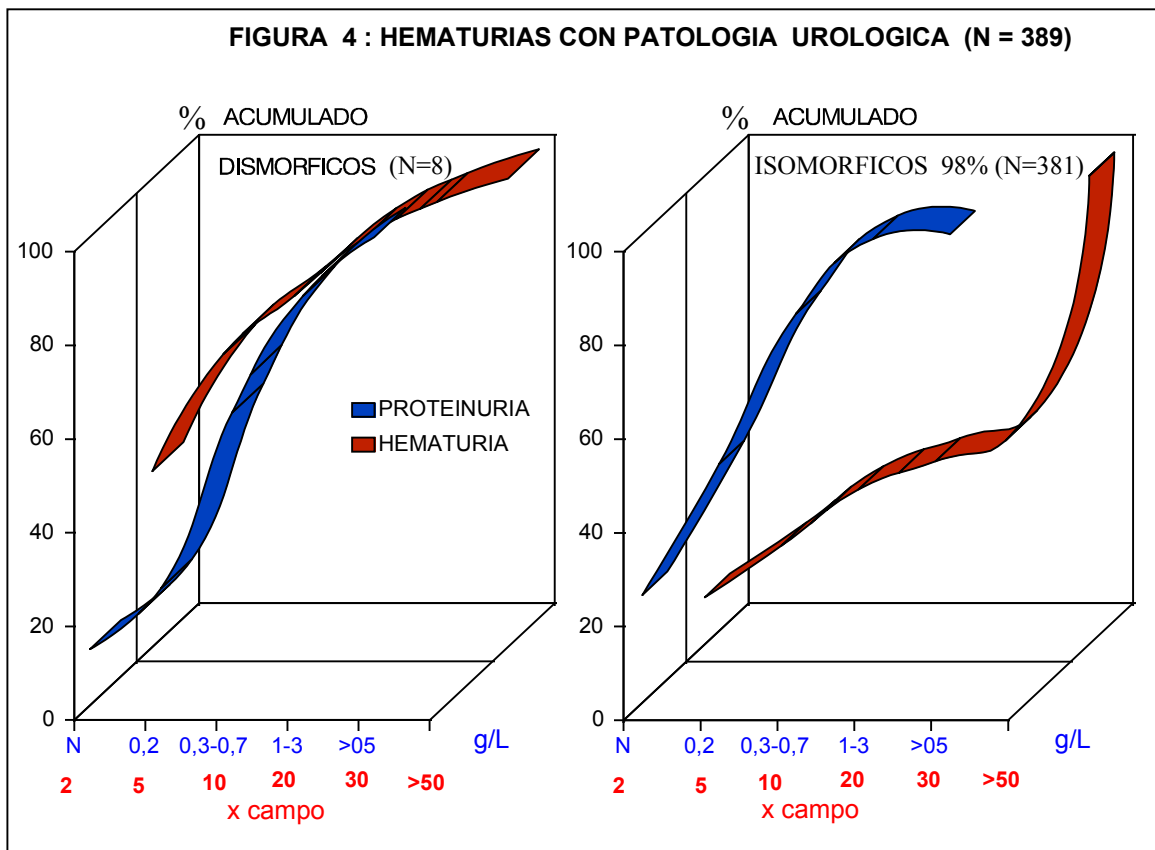 FIGURA 4 : HEMATURIAS CON PATOLOGIA UROLOGICA (N = 389)
% ACUMULADO
DISMORFICOS (N=8)
100
80
60
40
20
0
PROTEINURIA
HEMATURIA
N 0,2 0,3-0,7 1-3 >05 g/L
2 5 10 20 30 >50
x campo
% ACUMULADO
ISOMORFICOS 98% (N=381)
100
80
60
40
20
0
N 0,2 0,3-0,7 1-3 >05 g/L
2 5 10 20 30 >50
x campo